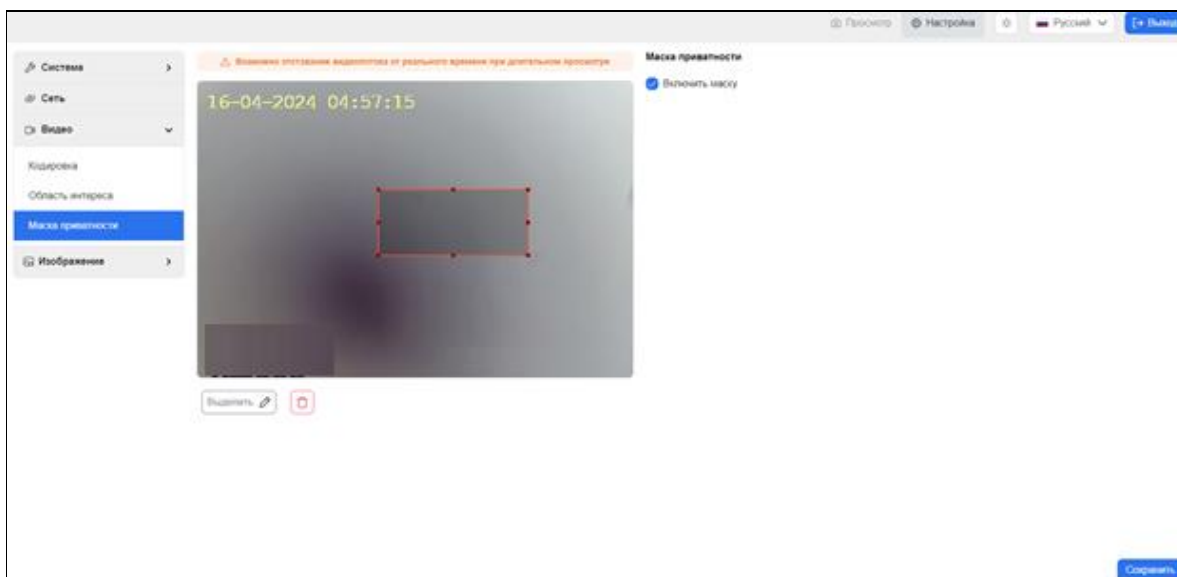 Просмотр
Настройка
Русский
Выход
Система
Сеть
Видео
Кодировка
Область интереса
Маска приватности
Изображение
Возможно отставание видеопотока от реального времени при длительном просмотре
16-04-2024 04:57:15
Выделить
Маска приватности
Включить маску
Сохранить